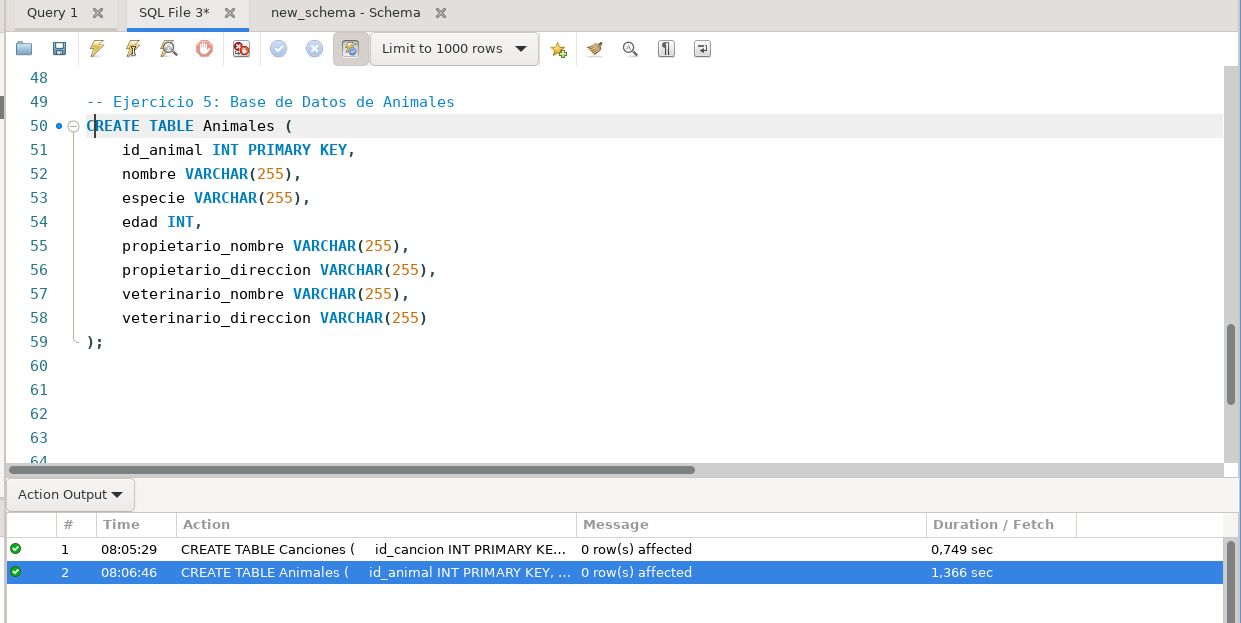 Query 1 SQL File 3* new_schema - Schema
Limit to 1000 rows
48
49 -- Ejercicio 5: Base de Datos de Animales
50 CREATE TABLE Animales (
51 id_animal INT PRIMARY KEY,
52 nombre VARCHAR(255),
53 especie VARCHAR(255),
54 edad INT,
55 propietario_nombre VARCHAR(255),
56 propietario_direccion VARCHAR(255),
57 veterinario_nombre VARCHAR(255),
58 veterinario_direccion VARCHAR(255)
59 );
60
61
62
63
64
Action Output
# Time Action Message Duration / Fetch
1 08:05:29 CREATE TABLE Canciones ( id_cancion INT PRIMARY KE... 0 row(s) affected 0,749 sec
2 08:06:46 CREATE TABLE Animales ( id_animal INT PRIMARY KEY, ... 0 row(s) affected 1,366 sec